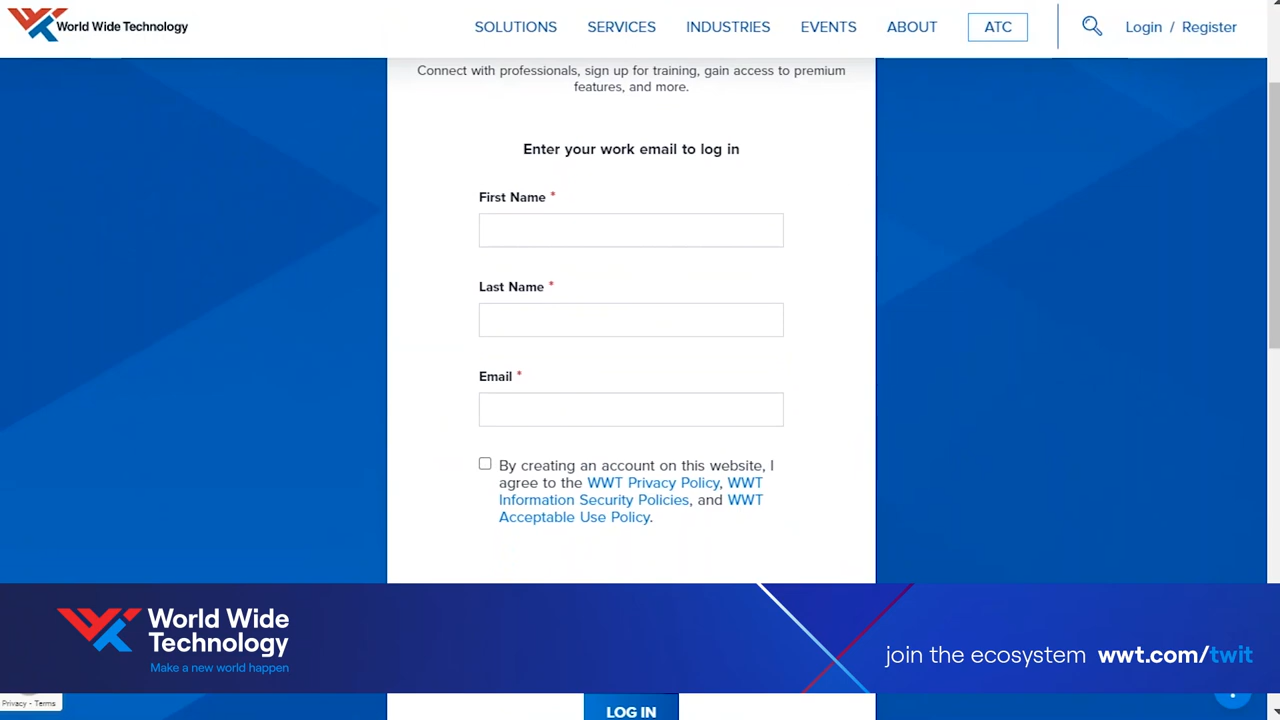 World Wide Technology
SOLUTIONS SERVICES INDUSTRIES EVENTS ABOUT ATC Login / Register
Connect with professionals, sign up for training, gain access to premium
features, and more.
Enter your work email to log in
First Name *
Last Name *
Email *
By creating an account on this website, I
agree to the WWT Privacy Policy, WWT
Information Security Policies, and WWT
Acceptable Use Policy.
World Wide
Technology
Make a new world happen
join the ecosystem wwt.com/twit
Privacy - Terms
LOG IN